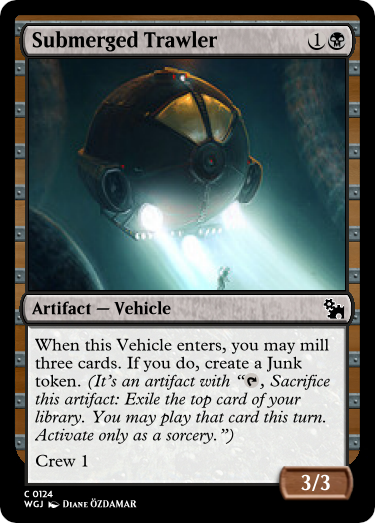 Submerged Trawler 1
Artifact — Vehicle
When this Vehicle enters, you may mill
three cards. If you do, create a Junk
token. (It's an artifact with “, Sacrifice
this artifact: Exile the top card of your
library. You may play that card this turn.
Activate only as a sorcery.”)
Crew 1
3/3
C 0124
WGJ Diane ÖZDAMAR